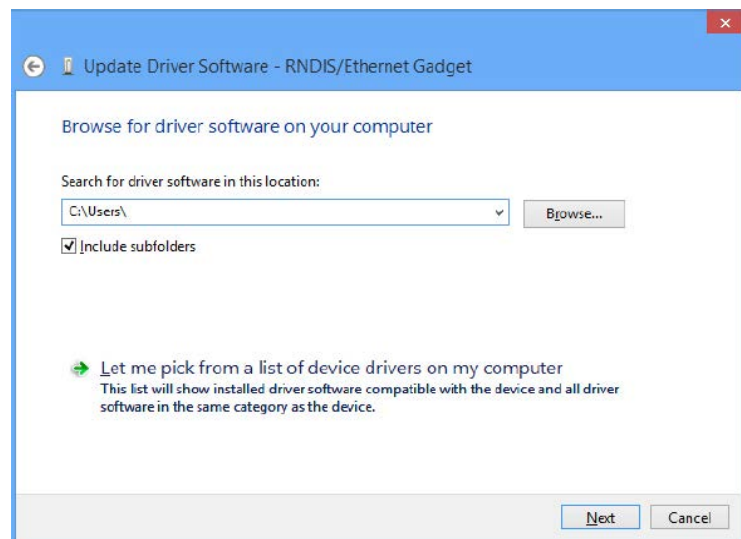 Update Driver Software - RNDIS/Ethernet Gadget
Browse for driver software on your computer
Search for driver software in this location:
C:\Users\
Browse...
Include subfolders
Let me pick from a list of device drivers on my computer
This list will show installed driver software compatible with the device and all driver
software in the same category as the device.
Next
Cancel